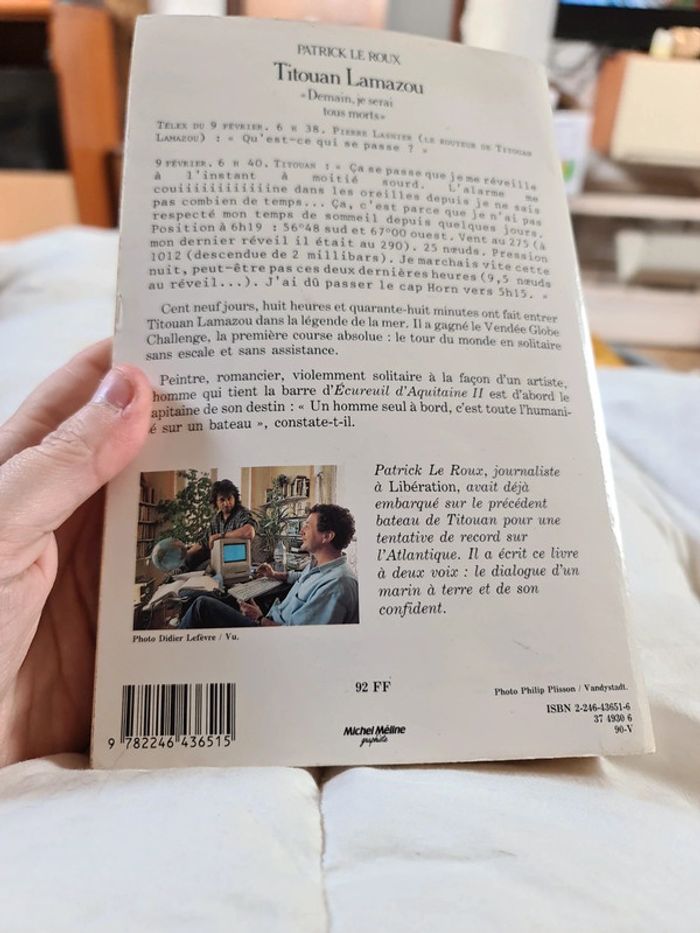 PATRICK LE ROUX
Titouan Lamazou
«Demain, je serai
tous morts»
TÉLEX DU 9 FÉVRIER. 6 H 38. PIERRE LASNIER (LE ROUTEUR DE TITOUAN
LAMAZOU) : « Qu'est-ce qui se passe ? »
9 FÉVRIER. 6 H 40. TITOUAN : « Ça se passe que je me réveille
à l'instant à moitié sourd. L'alarme me
couiiiiiiiiiiiiine dans les oreilles depuis je ne sais
pas combien de temps... Ça, c'est parce que je n'ai pas
respecté mon temps de sommeil depuis quelques jours.
Position à 6h19 : 56°48 sud et 67°00 ouest. Vent au 275 (à
mon dernier réveil il était au 290). 25 nœuds. Pression
1012 (descendue de 2 millibars). Je marchais vite cette
nuit, peut-être pas ces deux dernières heures (9,5 nœuds
au réveil...). J'ai dû passer le cap Horn vers 5h15. »
Cent neuf jours, huit heures et quarante-huit minutes ont fait entrer
Titouan Lamazou dans la légende de la mer. Il a gagné le Vendée Globe
Challenge, la première course absolue : le tour du monde en solitaire
sans escale et sans assistance.
Peintre, romancier, violemment solitaire à la façon d'un artiste,
homme qui tient la barre d'Écureuil d'Aquitaine II est d'abord le
apitaine de son destin : « Un homme seul à bord, c'est toute l'humani-
é sur un bateau », constate-t-il.
Patrick Le Roux, journaliste
à Libération, avait déjà
embarqué sur le précédent
bateau de Titouan pour une
tentative de record sur
l'Atlantique. Il a écrit ce livre
à deux voix : le dialogue d'un
marin à terre et de son
confident.
Photo Didier Lefèvre / Vu.
92 FF
Photo Philip Plisson / Vandystadt.
ISBN 2-246-43651-6
37 4930 6
90-V
Michel Méline
graphiste
9 782246 436515